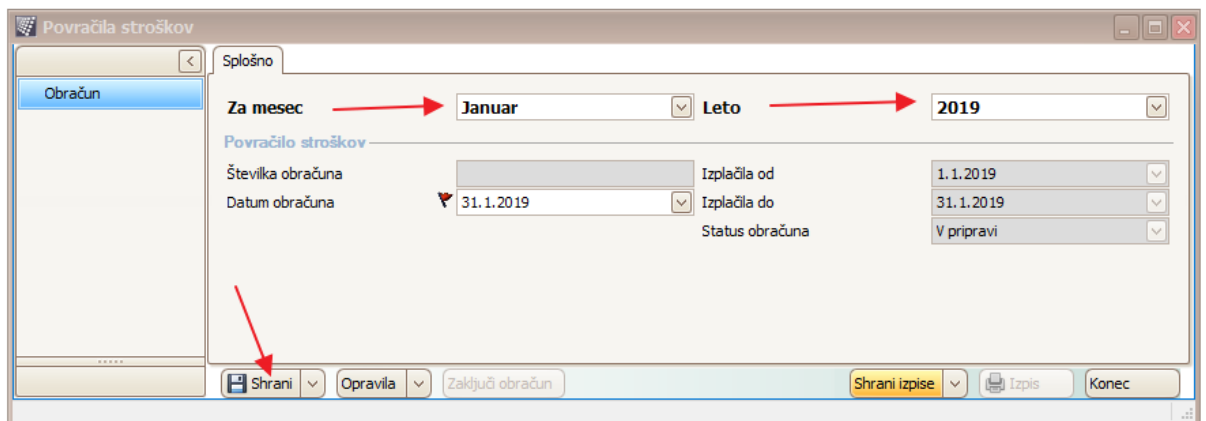 Povračila stroškov
Splošno
Obračun
Za mesec Januar Leto 2019
Povračilo stroškov
Številka obračuna Izplačila od 1.1.2019
Datum obračuna 31.1.2019 Izplačila do 31.1.2019
Status obračuna V pripravi
Shrani Opravila Zaključi obračun Shrani izpise Izpis Konec